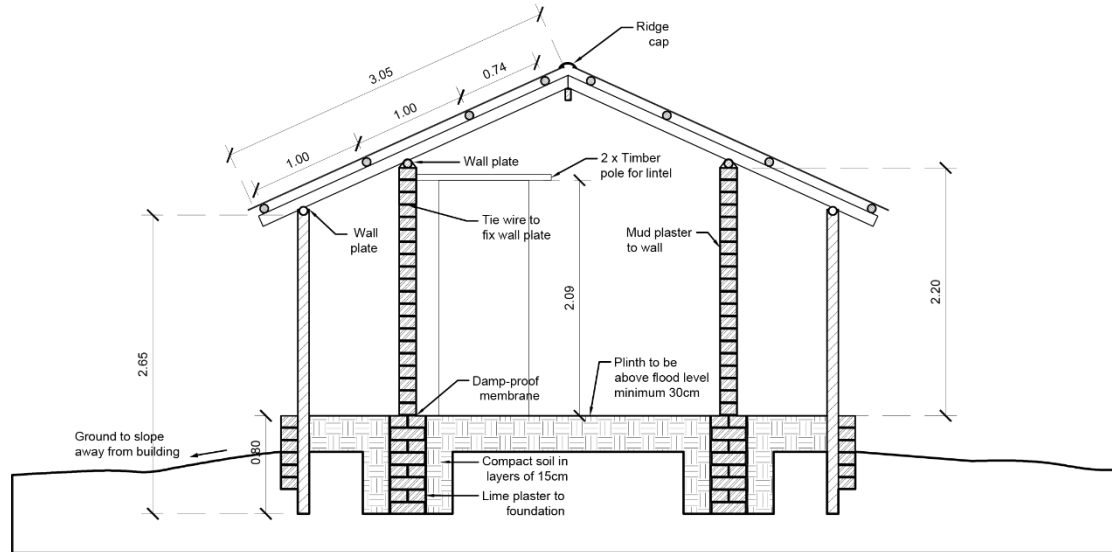 Ridge
cap
3.05
0.74
1.00
1.00
Wall plate
2 x Timber
pole for lintel
Tie wire to
fix wall plate
Wall
plate
Mud plaster
to wall
2.65
2.09
2.20
Damp-proof
membrane
Plinth to be
above flood level
minimum 30cm
Ground to slope
away from building
0.80
Compact soil in
layers of 15cm
Lime plaster to
foundation